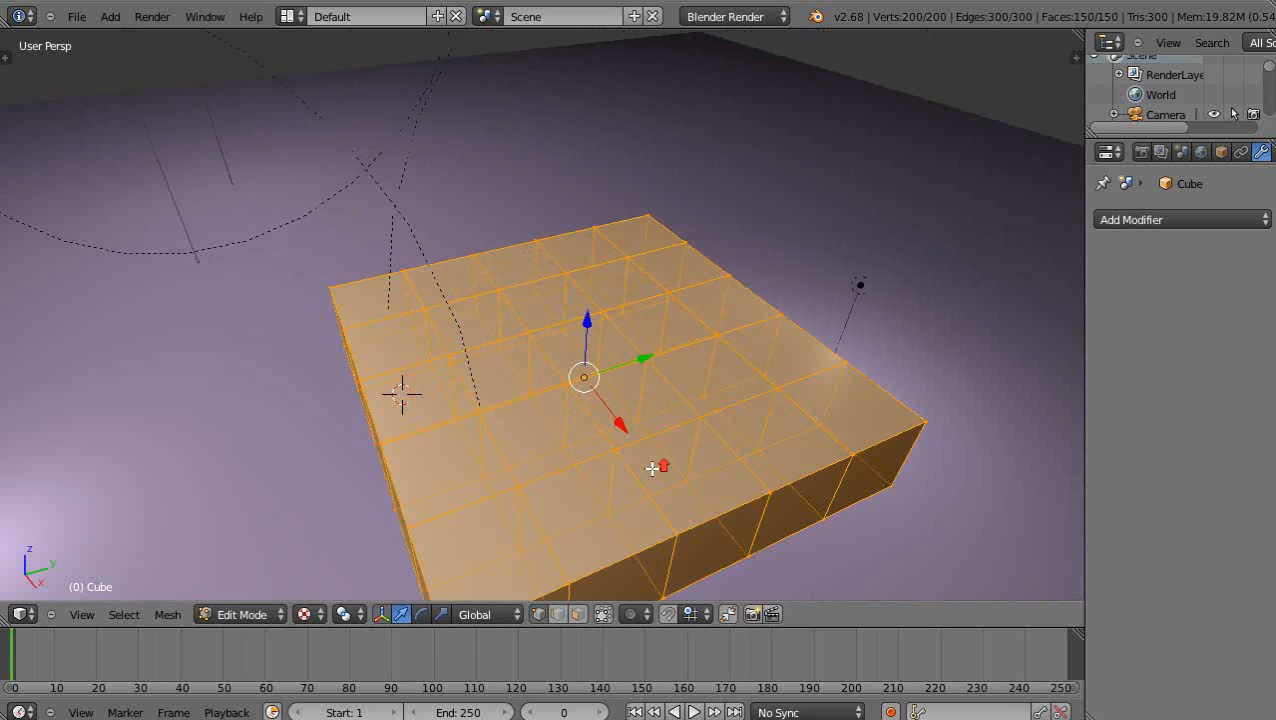 File Add Render Window Help Default Scene Blender Render v2.68 | Verts:200/200 | Edges:300/300 | Faces:150/150 | Tris:300 | Mem:19.82M (0.54
User Persp
View Search All Sc
Scene
RenderLaye
World
Camera
Cube
Add Modifier
z
y
x
(0) Cube
View Select Mesh Edit Mode Global
0 10 20 30 40 50 60 70 80 90 100 110 120 130 140 150 160 170 180 190 200 210 220 230 240 250
View Marker Frame Playback Start: 1 End: 250 0 No Sync